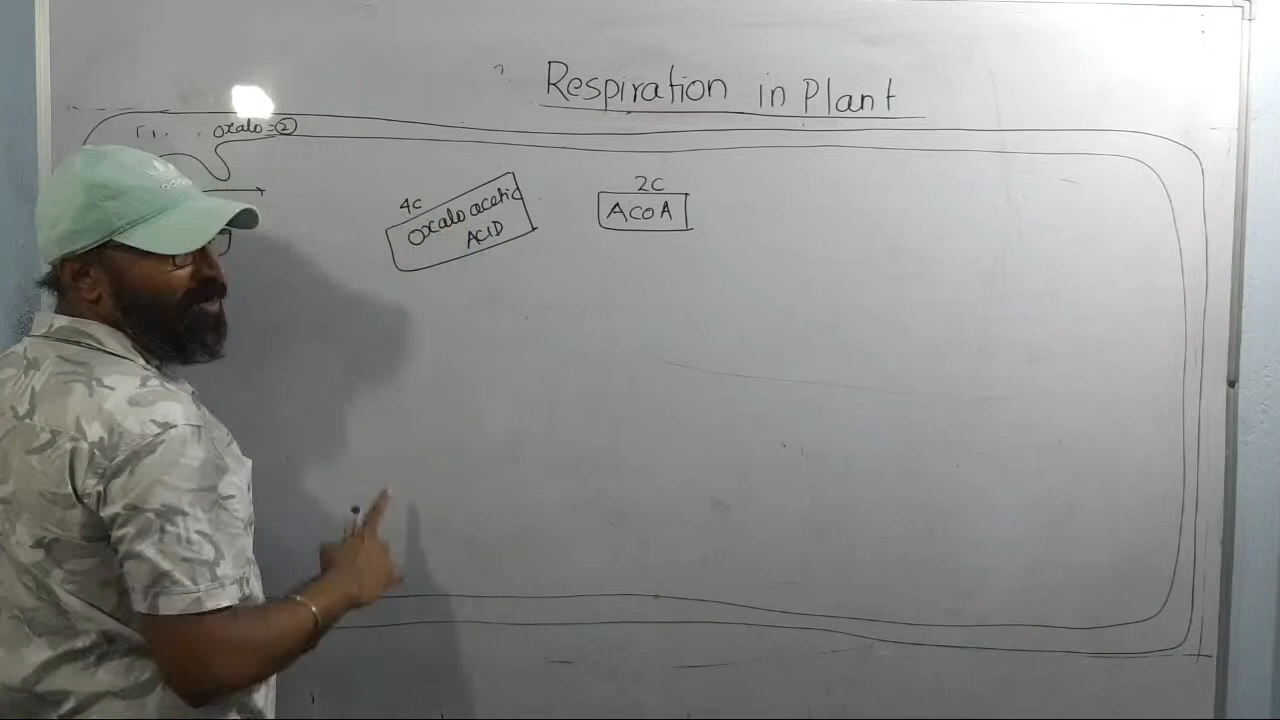 Respiration in Plant
oxalo = 2
4C
Oxalo acetic
ACID
2C
ACOA